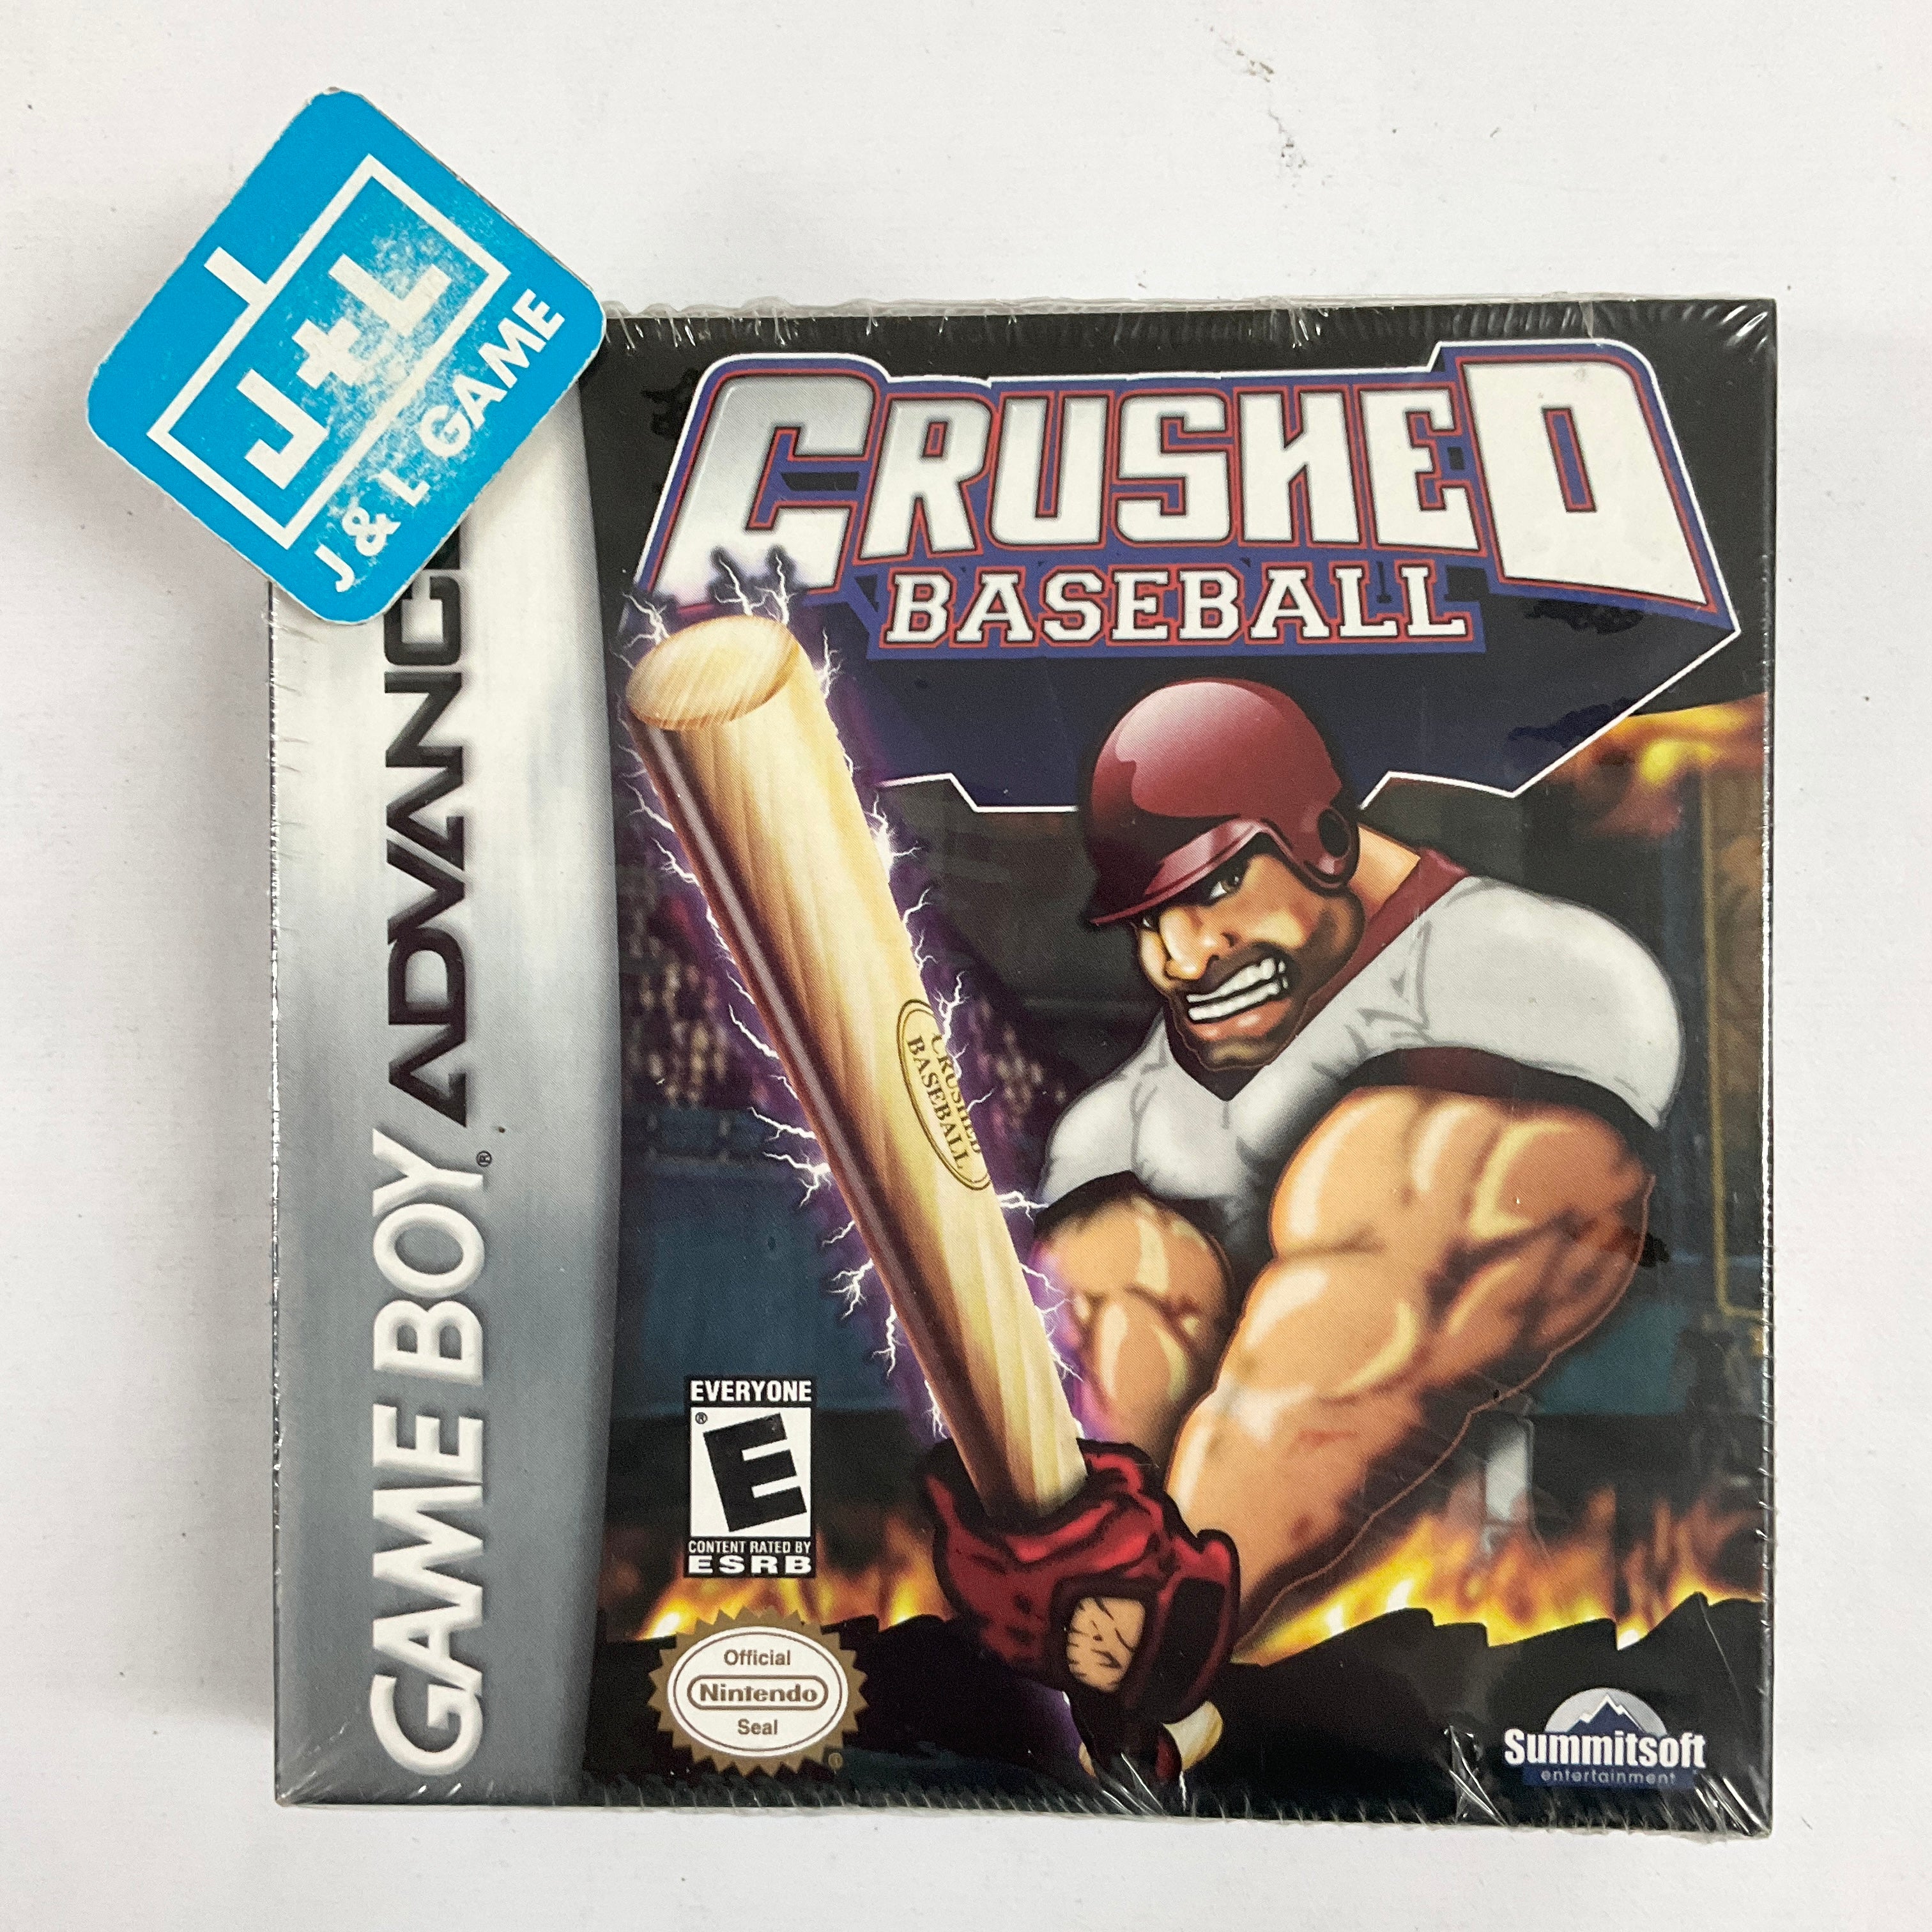 J+L
J & L GAME
GAME BOY® ADVANCE
CRUSHED
BASEBALL
CRUSHED
BASEBALL
EVERYONE
E®
CONTENT RATED BY
ESRB
Official
Nintendo
Seal
®
Summitsoft
entertainment